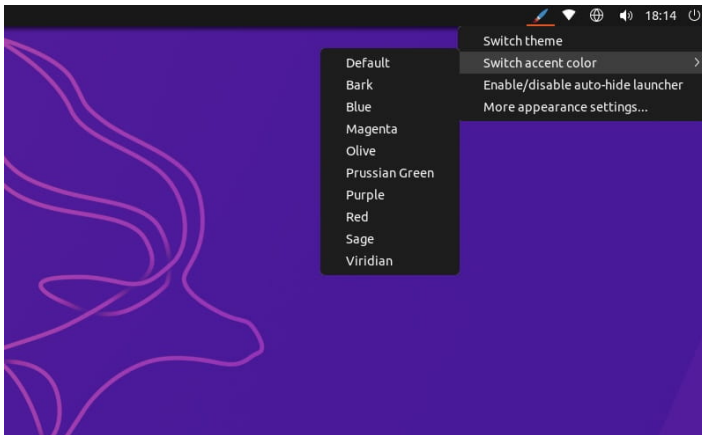 18:14
Switch theme
Switch accent color
Enable/disable auto-hide launcher
More appearance settings...
Default
Bark
Blue
Magenta
Olive
Prussian Green
Purple
Red
Sage
Viridian